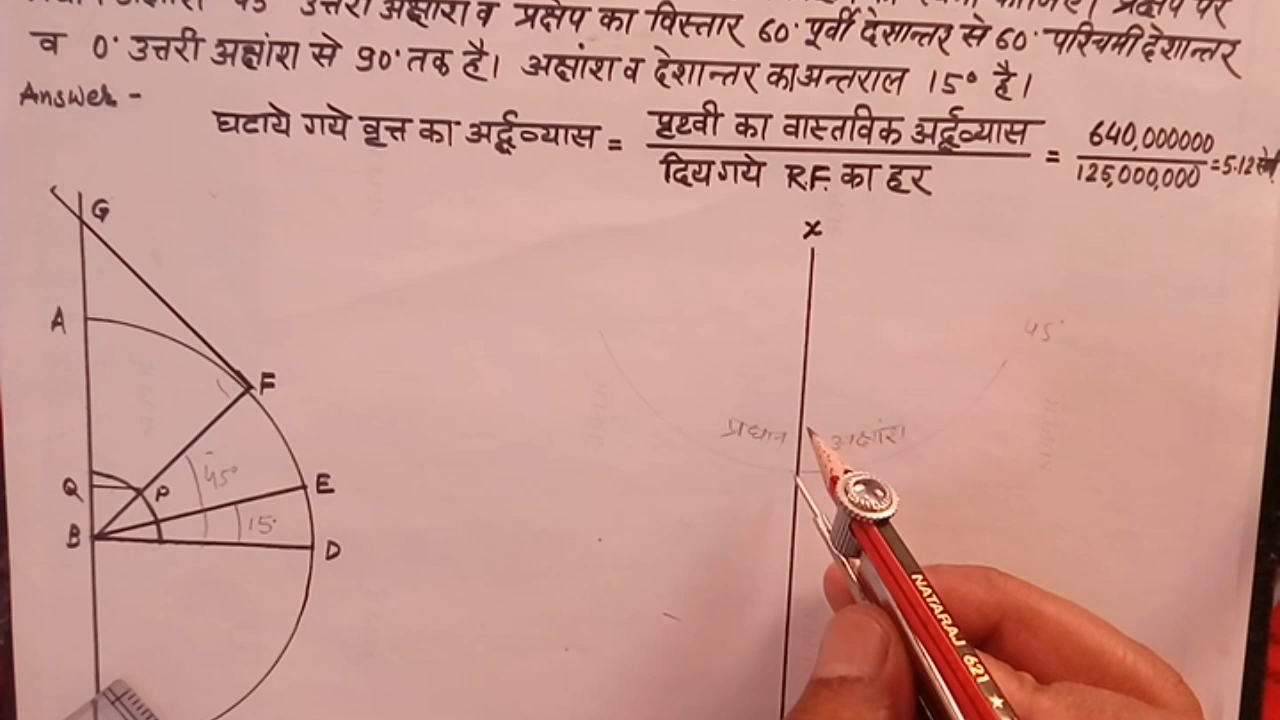 45° उत्तरी अक्षांश व प्रक्षेप का विस्तार 60° पूर्वी देशान्तर से 60° पश्चिमी देशान्तर
व 0° उत्तरी अक्षांश से 90° तक है। अक्षांश व देशान्तर का अन्तराल 15° है।
Answer -
घटाये गये वृत्त का अर्द्धव्यास = पृथ्वी का वास्तविक अर्द्धव्यास = 640,000000
दिय गये R.F. का हर 125,000,000 = 5.12 सेमी
G
x
A
45°
F
प्रधान अक्षांश
45°
Q P E
15°
B D
NATARAJ 621